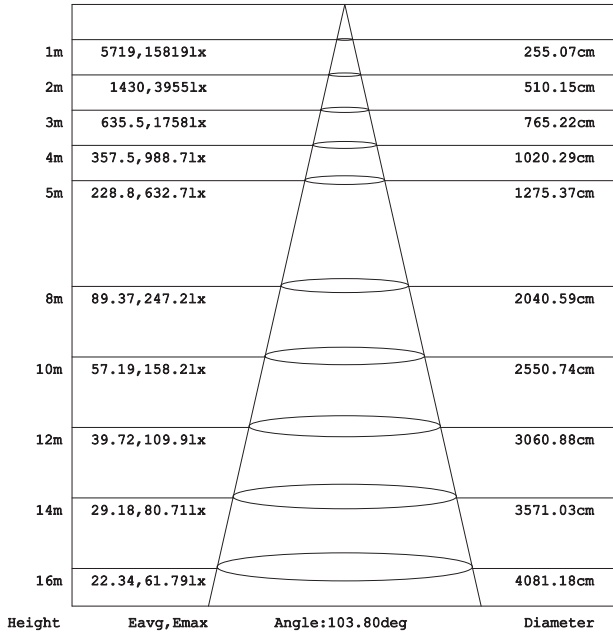 1m 5719,15819lx 255.07cm
2m 1430,3955lx 510.15cm
3m 635.5,1758lx 765.22cm
4m 357.5,988.7lx 1020.29cm
5m 228.8,632.7lx 1275.37cm
8m 89.37,247.2lx 2040.59cm
10m 57.19,158.2lx 2550.74cm
12m 39.72,109.9lx 3060.88cm
14m 29.18,80.71lx 3571.03cm
16m 22.34,61.79lx 4081.18cm
Height Eavg,Emax Angle:103.80deg Diameter